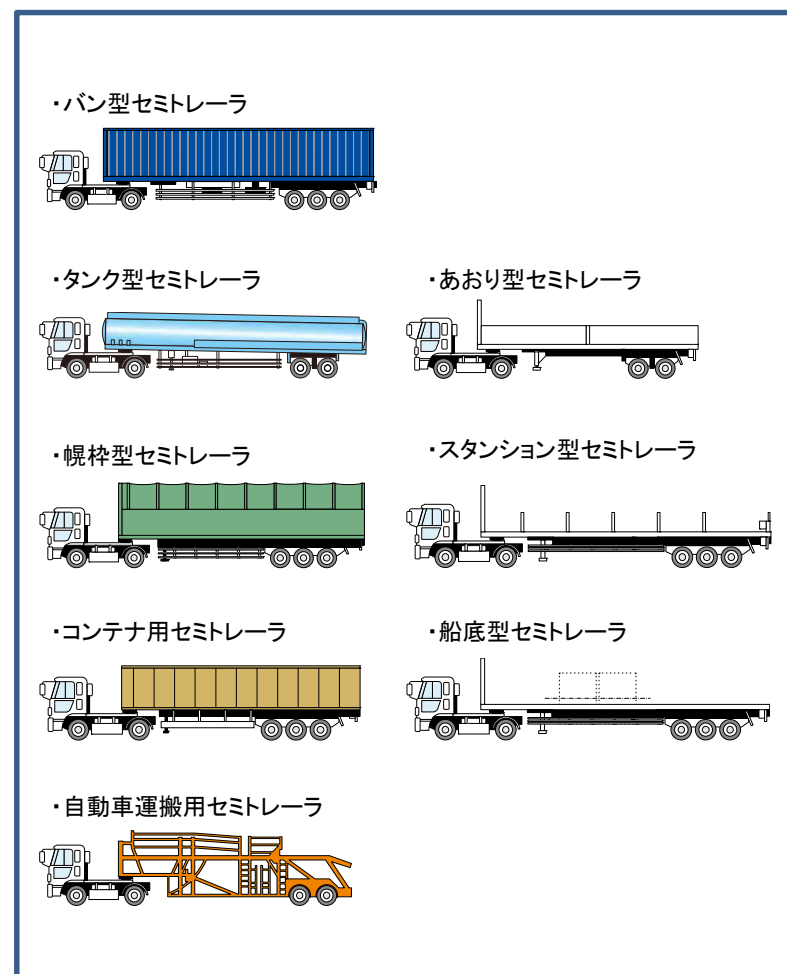 ・バン型セミトレーラ
・タンク型セミトレーラ
・あおり型セミトレーラ
・幌枠型セミトレーラ
・スタンション型セミトレーラ
・コンテナ用セミトレーラ
・船底型セミトレーラ
・自動車運搬用セミトレーラ